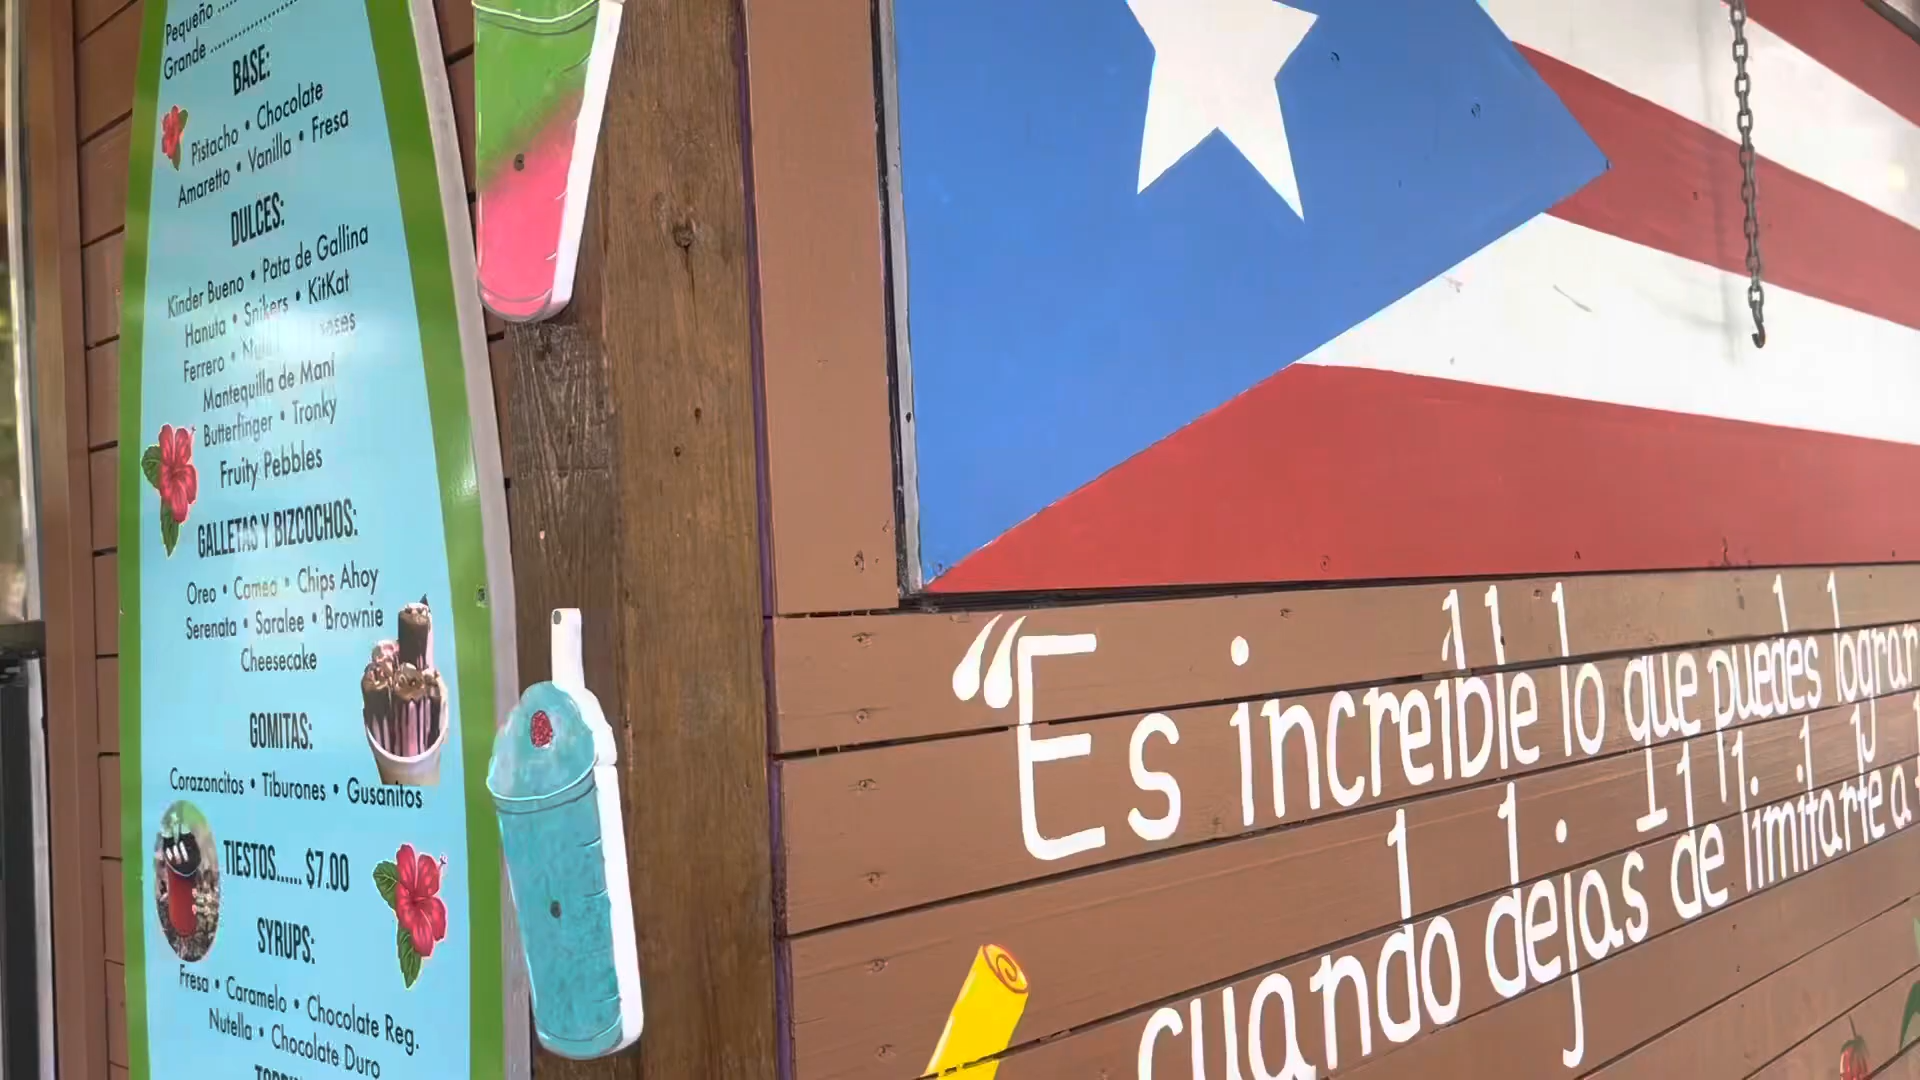 Pequeño ..............
Grande ..............
BASE:
Pistacho • Chocolate
Amaretto • Vanilla • Fresa
DULCES:
Kinder Bueno • Pata de Gallina
Hanuta • Snikers • KitKat
Ferrero •
Mantequilla de Maní
Butterfinger • Tronky
Fruity Pebbles
GALLETAS Y BIZCOCHOS:
Oreo • Cameo • Chips Ahoy
Serenata • Saralee • Brownie
Cheesecake
GOMITAS:
Corazoncitos • Tiburones • Gusanitos
TIESTOS...... $7.00
SYRUPS:
Fresa • Caramelo • Chocolate Reg.
Nutella • Chocolate Duro
“Es increíble lo que puedes lograr
cuando dejas de limitarte a